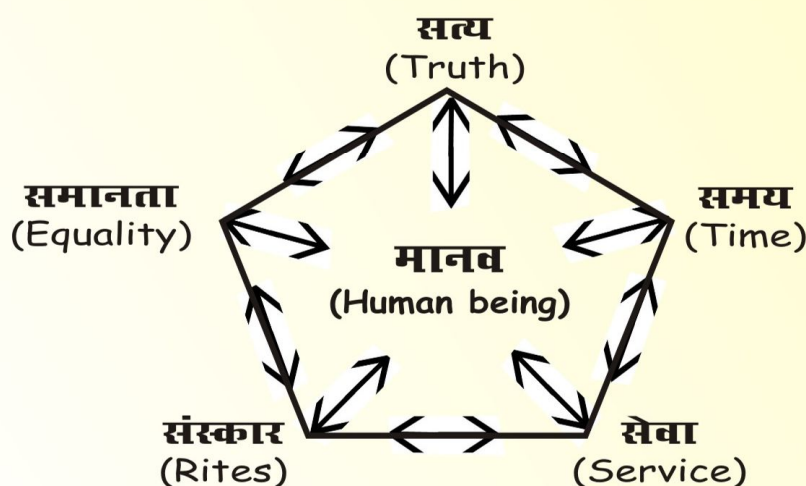 सत्य
(Truth)
समानता
(Equality)
समय
(Time)
मानव
(Human being)
संस्कार
(Rites)
सेवा
(Service)